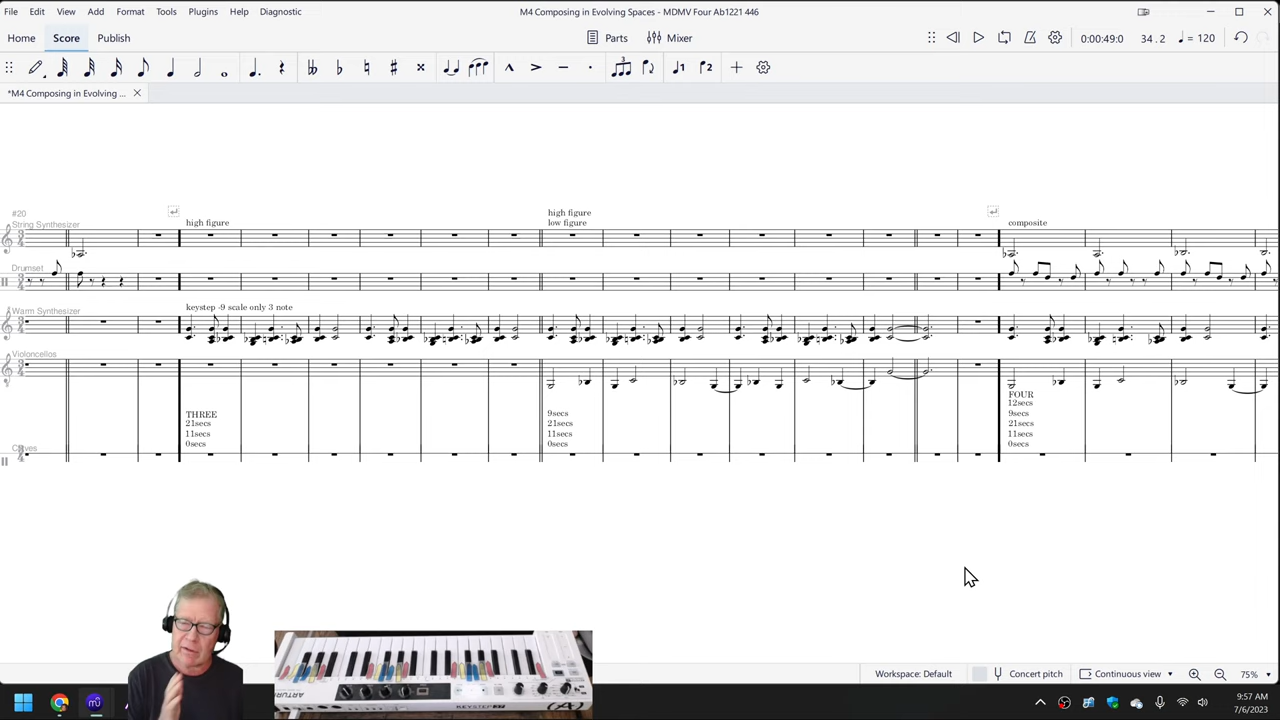 File Edit View Add Format Tools Plugins Help Diagnostic
M4 Composing in Evolving Spaces - MDMV Four Ab1221 446
Home Score Publish
Parts Mixer
0:00:49:0 34 . 2 = 120
*M4 Composing in Evolving ...
#20
String Synthesizer
high figure
high figure
low figure
composite
Drumset
Warm Synthesizer
keystep -9 scale only 3 note
Violoncellos
THREE
21secs
11secs
0secs
9secs
21secs
11secs
0secs
FOUR
12secs
9secs
21secs
11secs
0secs
Claves
ARTURIA
KEYSTEP 37
Workspace: Default Concert pitch Continuous view 75%
9:57 AM
7/6/2023